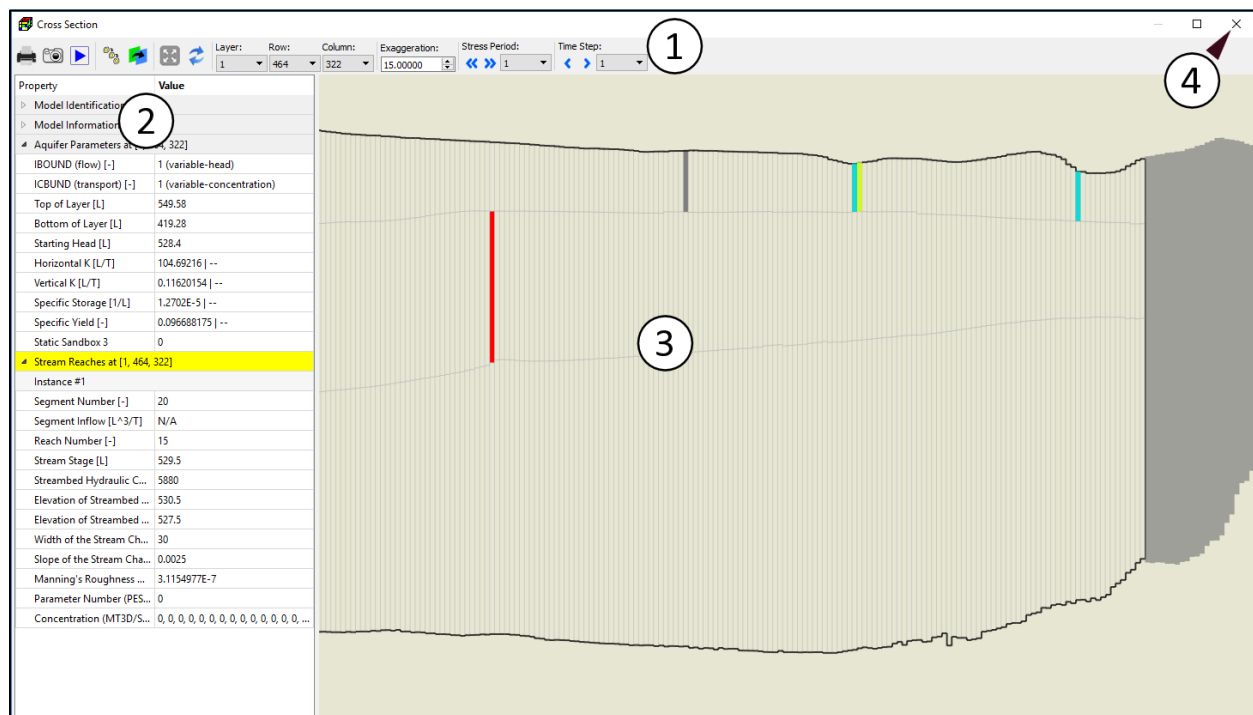 Cross Section
Layer: Row: Column: Exaggeration: Stress Period: Time Step:
1 464 322 15.00000 1 1
1
4
Property Value
Model Identification
2
Model Information
Aquifer Parameters at [1, 464, 322]
IBOUND (flow) [-] 1 (variable-head)
ICBUND (transport) [-] 1 (variable-concentration)
Top of Layer [L] 549.58
Bottom of Layer [L] 419.28
Starting Head [L] 528.4
Horizontal K [L/T] 104.69216 | --
Vertical K [L/T] 0.11620154 | --
Specific Storage [1/L] 1.2702E-5 | --
Specific Yield [-] 0.096688175 | --
Static Sandbox 3 0
3
Stream Reaches at [1, 464, 322]
Instance #1
Segment Number [-] 20
Segment Inflow [L^3/T] N/A
Reach Number [-] 15
Stream Stage [L] 529.5
Streambed Hydraulic C... 5880
Elevation of Streambed ... 530.5
Elevation of Streambed ... 527.5
Width of the Stream Ch... 30
Slope of the Stream Cha... 0.0025
Manning's Roughness ... 3.1154977E-7
Parameter Number (PES... 0
Concentration (MT3D/S... 0, 0, 0, 0, 0, 0, 0, 0, 0, 0, 0, 0, 0, 0, ...